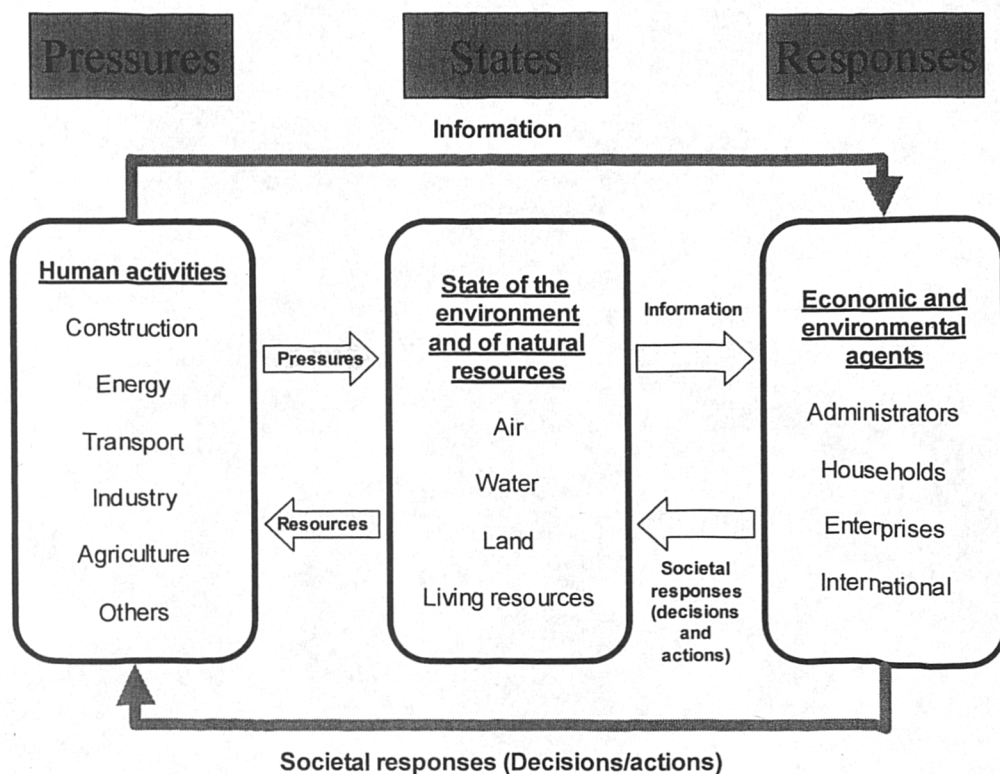 Pressures
States
Responses
Information
Human activities
Construction
Energy
Transport
Industry
Agriculture
Others
Pressures
Resources
State of the
environment
and of natural
resources
Air
Water
Land
Living resources
Information
Societal
responses
(decisions
and
actions)
Economic and
environmental
agents
Administrators
Households
Enterprises
International
Societal responses (Decisions/actions)